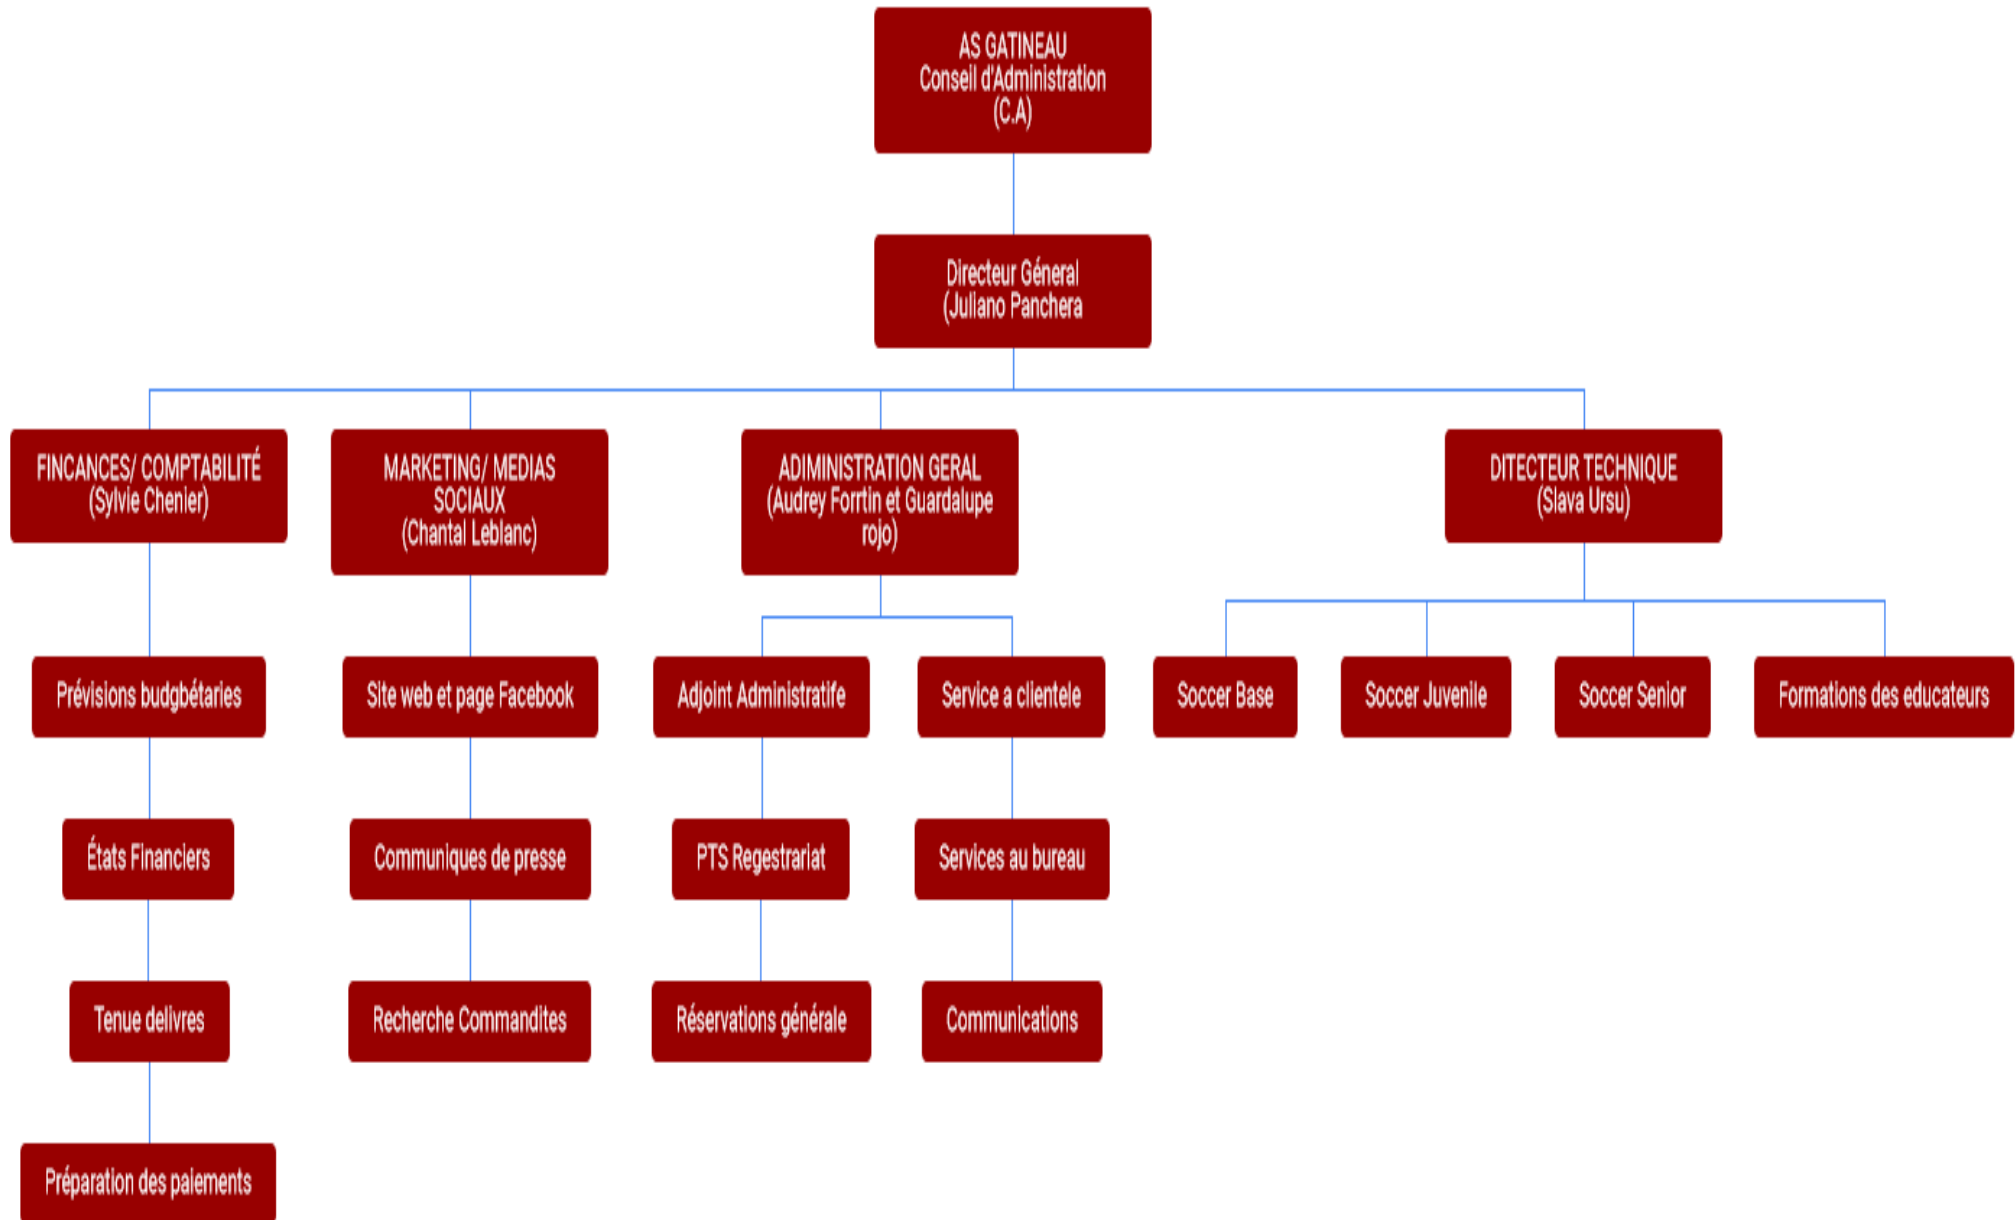 AS GATINEAU
Conseil d'Administration
(C.A)
Directeur Géneral
(Juliano Panchera
FINCANCES/ COMPTABILITÉ
(Sylvie Chenier)
MARKETING/ MEDIAS
SOCIAUX
(Chantal Leblanc)
ADIMINISTRATION GERAL
(Audrey Forrtin et Guardalupe
rojo)
DITECTEUR TECHNIQUE
(Slava Ursu)
Prévisions budgbétaries
Site web et page Facebook
Adjoint Administratife
Service a clientele
Soccer Base
Soccer Juvenile
Soccer Senior
Formations des educateurs
États Financiers
Communiques de presse
PTS Regestrariat
Services au bureau
Tenue delivres
Recherche Commandites
Réservations générale
Communications
Préparation des paiements